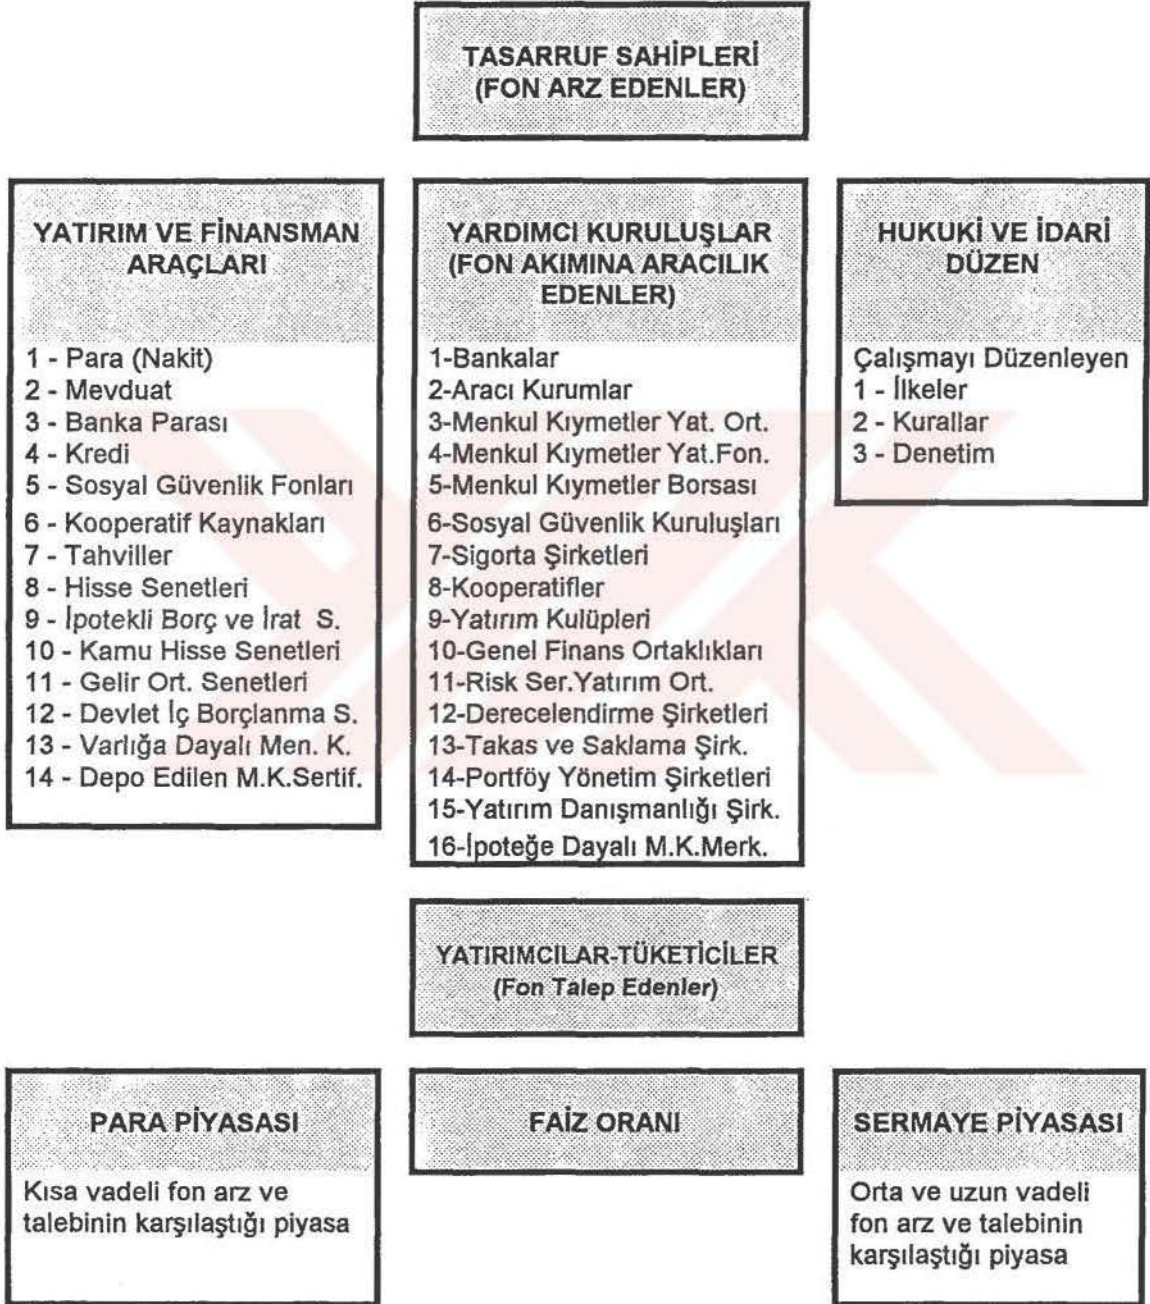 TASARRUF SAHİPLERİ
(FON ARZ EDENLER)
YATIRIM VE FİNANSMAN
ARAÇLARI
1 - Para (Nakit)
2 - Mevduat
3 - Banka Parası
4 - Kredi
5 - Sosyal Güvenlik Fonları
6 - Kooperatif Kaynakları
7 - Tahviller
8 - Hisse Senetleri
9 - İpotekli Borç ve İrat S.
10 - Kamu Hisse Senetleri
11 - Gelir Ort. Senetleri
12 - Devlet İç Borçlanma S.
13 - Varlığa Dayalı Men. K.
14 - Depo Edilen M.K.Sertif.
YARDIMCI KURULUŞLAR
(FON AKIMINA ARACILIK
EDENLER)
1-Bankalar
2-Aracı Kurumlar
3-Menkul Kıymetler Yat. Ort.
4-Menkul Kıymetler Yat.Fon.
5-Menkul Kıymetler Borsası
6-Sosyal Güvenlik Kuruluşları
7-Sigorta Şirketleri
8-Kooperatifler
9-Yatırım Kulüpleri
10-Genel Finans Ortaklıkları
11-Risk Ser.Yatırım Ort.
12-Derecelendirme Şirketleri
13-Takas ve Saklama Şirk.
14-Portföy Yönetim Şirketleri
15-Yatırım Danışmanlığı Şirk.
16-İpoteğe Dayalı M.K.Merk.
HUKUKİ VE İDARİ
DÜZEN
Çalışmayı Düzenleyen
1 - İlkeler
2 - Kurallar
3 - Denetim
YATIRIMCILAR-TÜKETİCİLER
(Fon Talep Edenler)
PARA PİYASASI
Kısa vadeli fon arz ve
talebinin karşılaştığı piyasa
FAİZ ORANI
SERMAYE PİYASASI
Orta ve uzun vadeli
fon arz ve talebinin
karşılaştığı piyasa